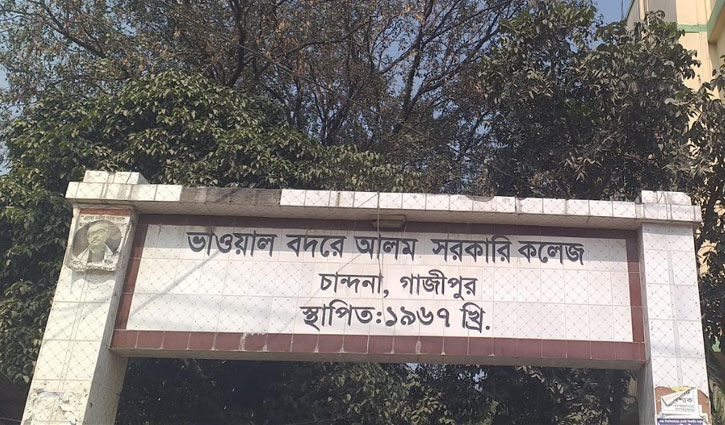 ভাওয়াল বদরে আলম সরকারি কলেজ
চান্দনা, গাজীপুর
স্থাপিত:১৯৬৭ খ্রি.